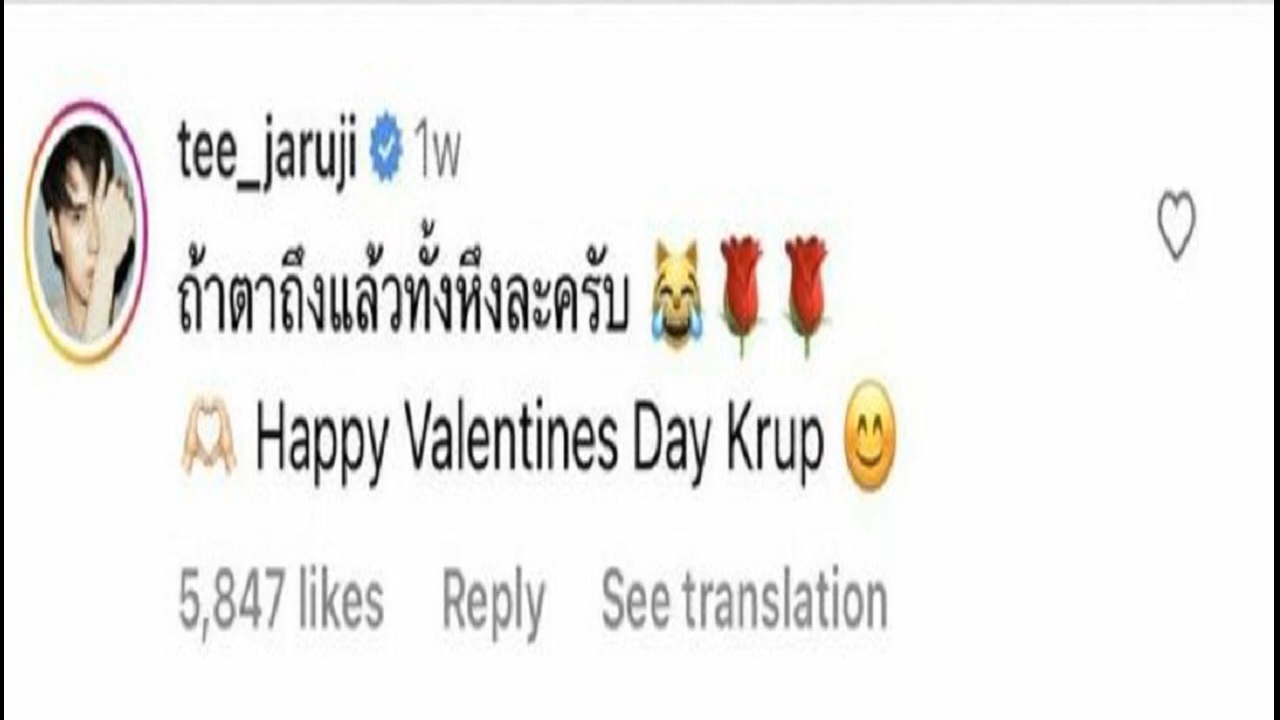 tee_jaruji 1w
ถ้าตาถึงแล้วทั้งหึงละครับ 😹🌹🌹
🫶🏻 Happy Valentines Day Krup 😊
5,847 likes Reply See translation